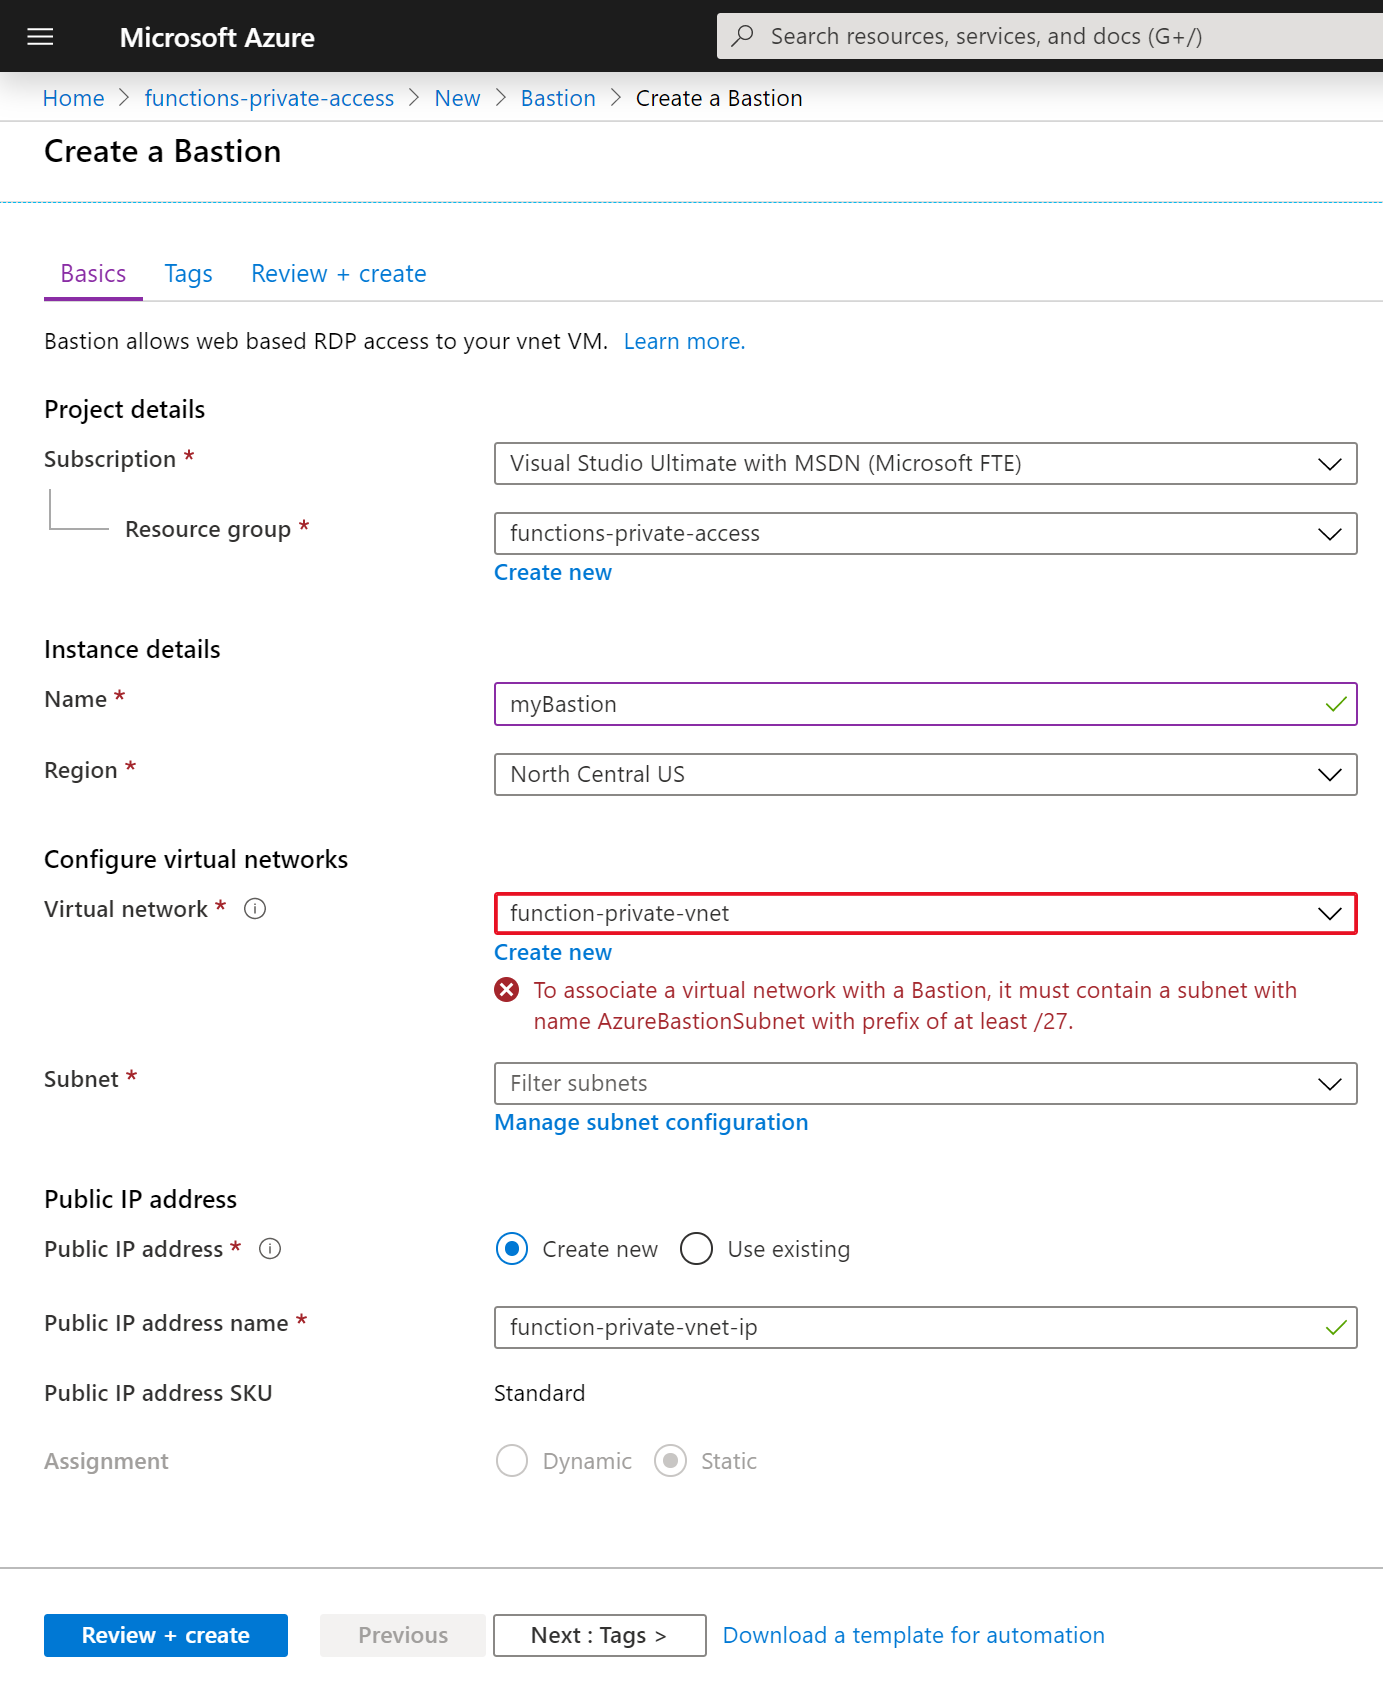 Microsoft Azure
Search resources, services, and docs (G+/)
Home > functions-private-access > New > Bastion > Create a Bastion
Create a Bastion
Basics Tags Review + create
Bastion allows web based RDP access to your vnet VM. Learn more.
Project details
Subscription * Visual Studio Ultimate with MSDN (Microsoft FTE)
Resource group * functions-private-access
Create new
Instance details
Name * myBastion
Region * North Central US
Configure virtual networks
Virtual network * function-private-vnet
Create new
To associate a virtual network with a Bastion, it must contain a subnet with
name AzureBastionSubnet with prefix of at least /27.
Subnet * Filter subnets
Manage subnet configuration
Public IP address
Public IP address * Create new Use existing
Public IP address name * function-private-vnet-ip
Public IP address SKU Standard
Assignment Dynamic Static
Review + create Previous Next : Tags > Download a template for automation